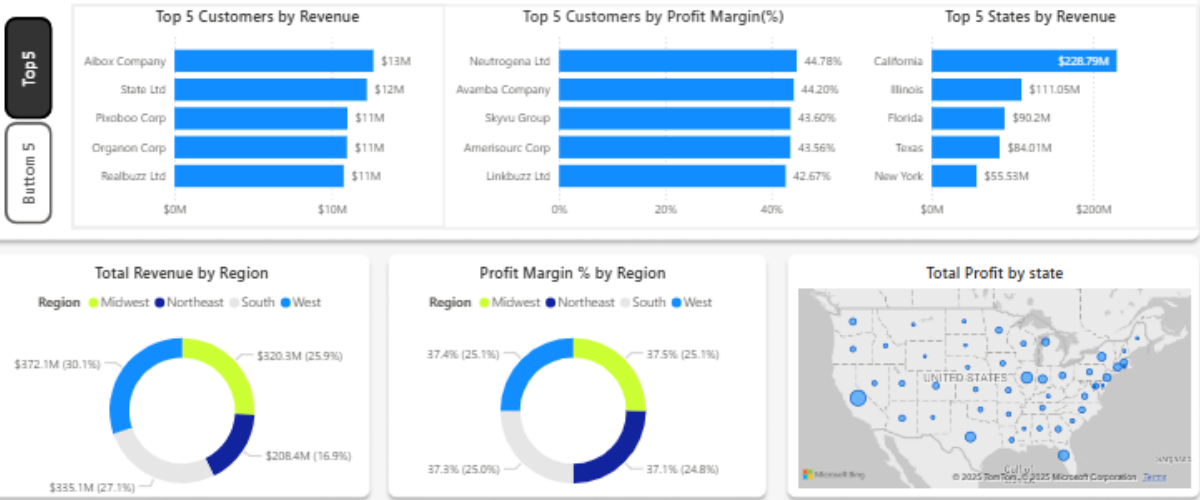 Top5
Buttom 5
Top 5 Customers by Revenue
Aibox Company $13M
State Ltd $12M
Pixoboo Corp $11M
Organon Corp $11M
Realbuzz Ltd $11M
$0M $10M
Top 5 Customers by Profit Margin(%)
Neutrogena Ltd 44.78%
Avamba Company 44.20%
Skyvu Group 43.60%
Amerisourc Corp 43.56%
Linkbuzz Ltd 42.67%
0% 20% 40%
Top 5 States by Revenue
California $228.79M
Illinois $111.05M
Florida $90.2M
Texas $84.01M
New York $55.53M
$0M $200M
Total Revenue by Region
Region Midwest Northeast South West
$372.1M (30.1%)
$320.3M (25.9%)
$208.4M (16.9%)
$335.1M (27.1%)
Profit Margin % by Region
Region Midwest Northeast South West
37.4% (25.1%)
37.5% (25.1%)
37.3% (25.0%)
37.1% (24.8%)
Total Profit by state
UNITED STATES
Gulf
Microsoft Bing
© 2025 TomTom, © 2025 Microsoft Corporation Terms